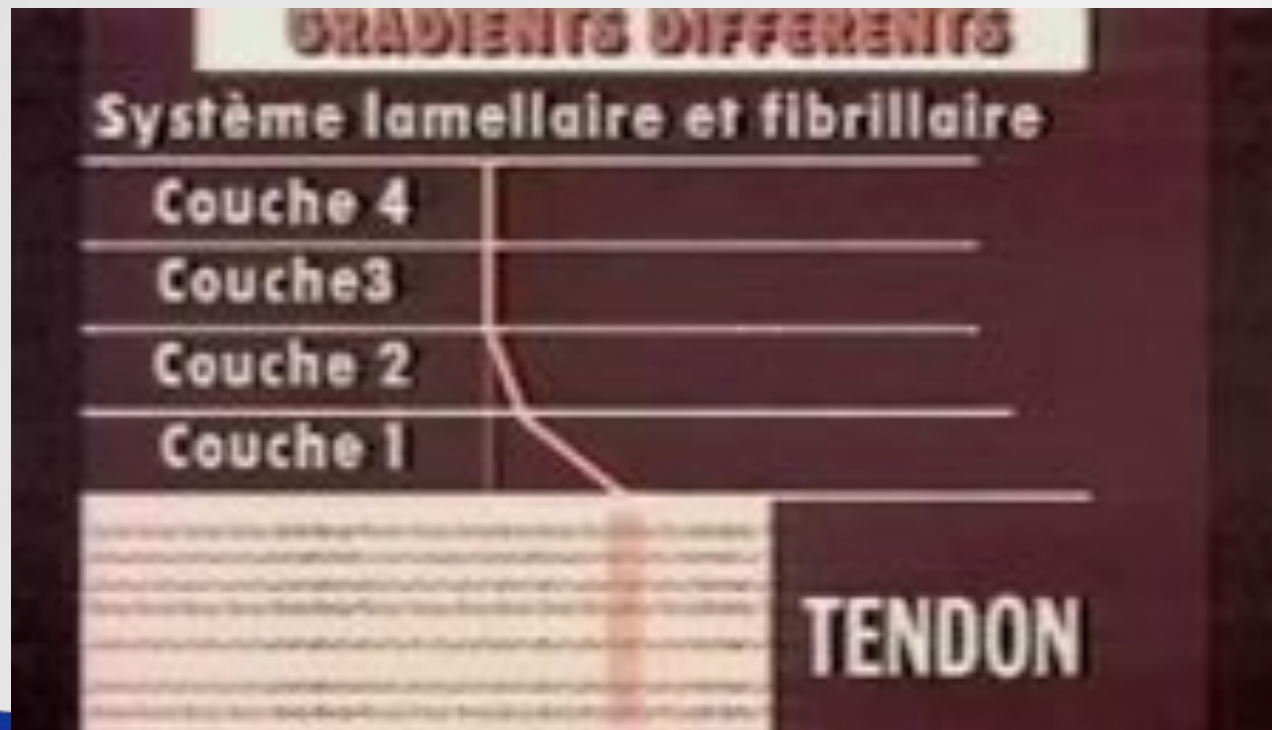 GRADIENTS DIFFERENTS
Système lamellaire et fibrillaire
Couche 4
Couche3
Couche 2
Couche 1
TENDON